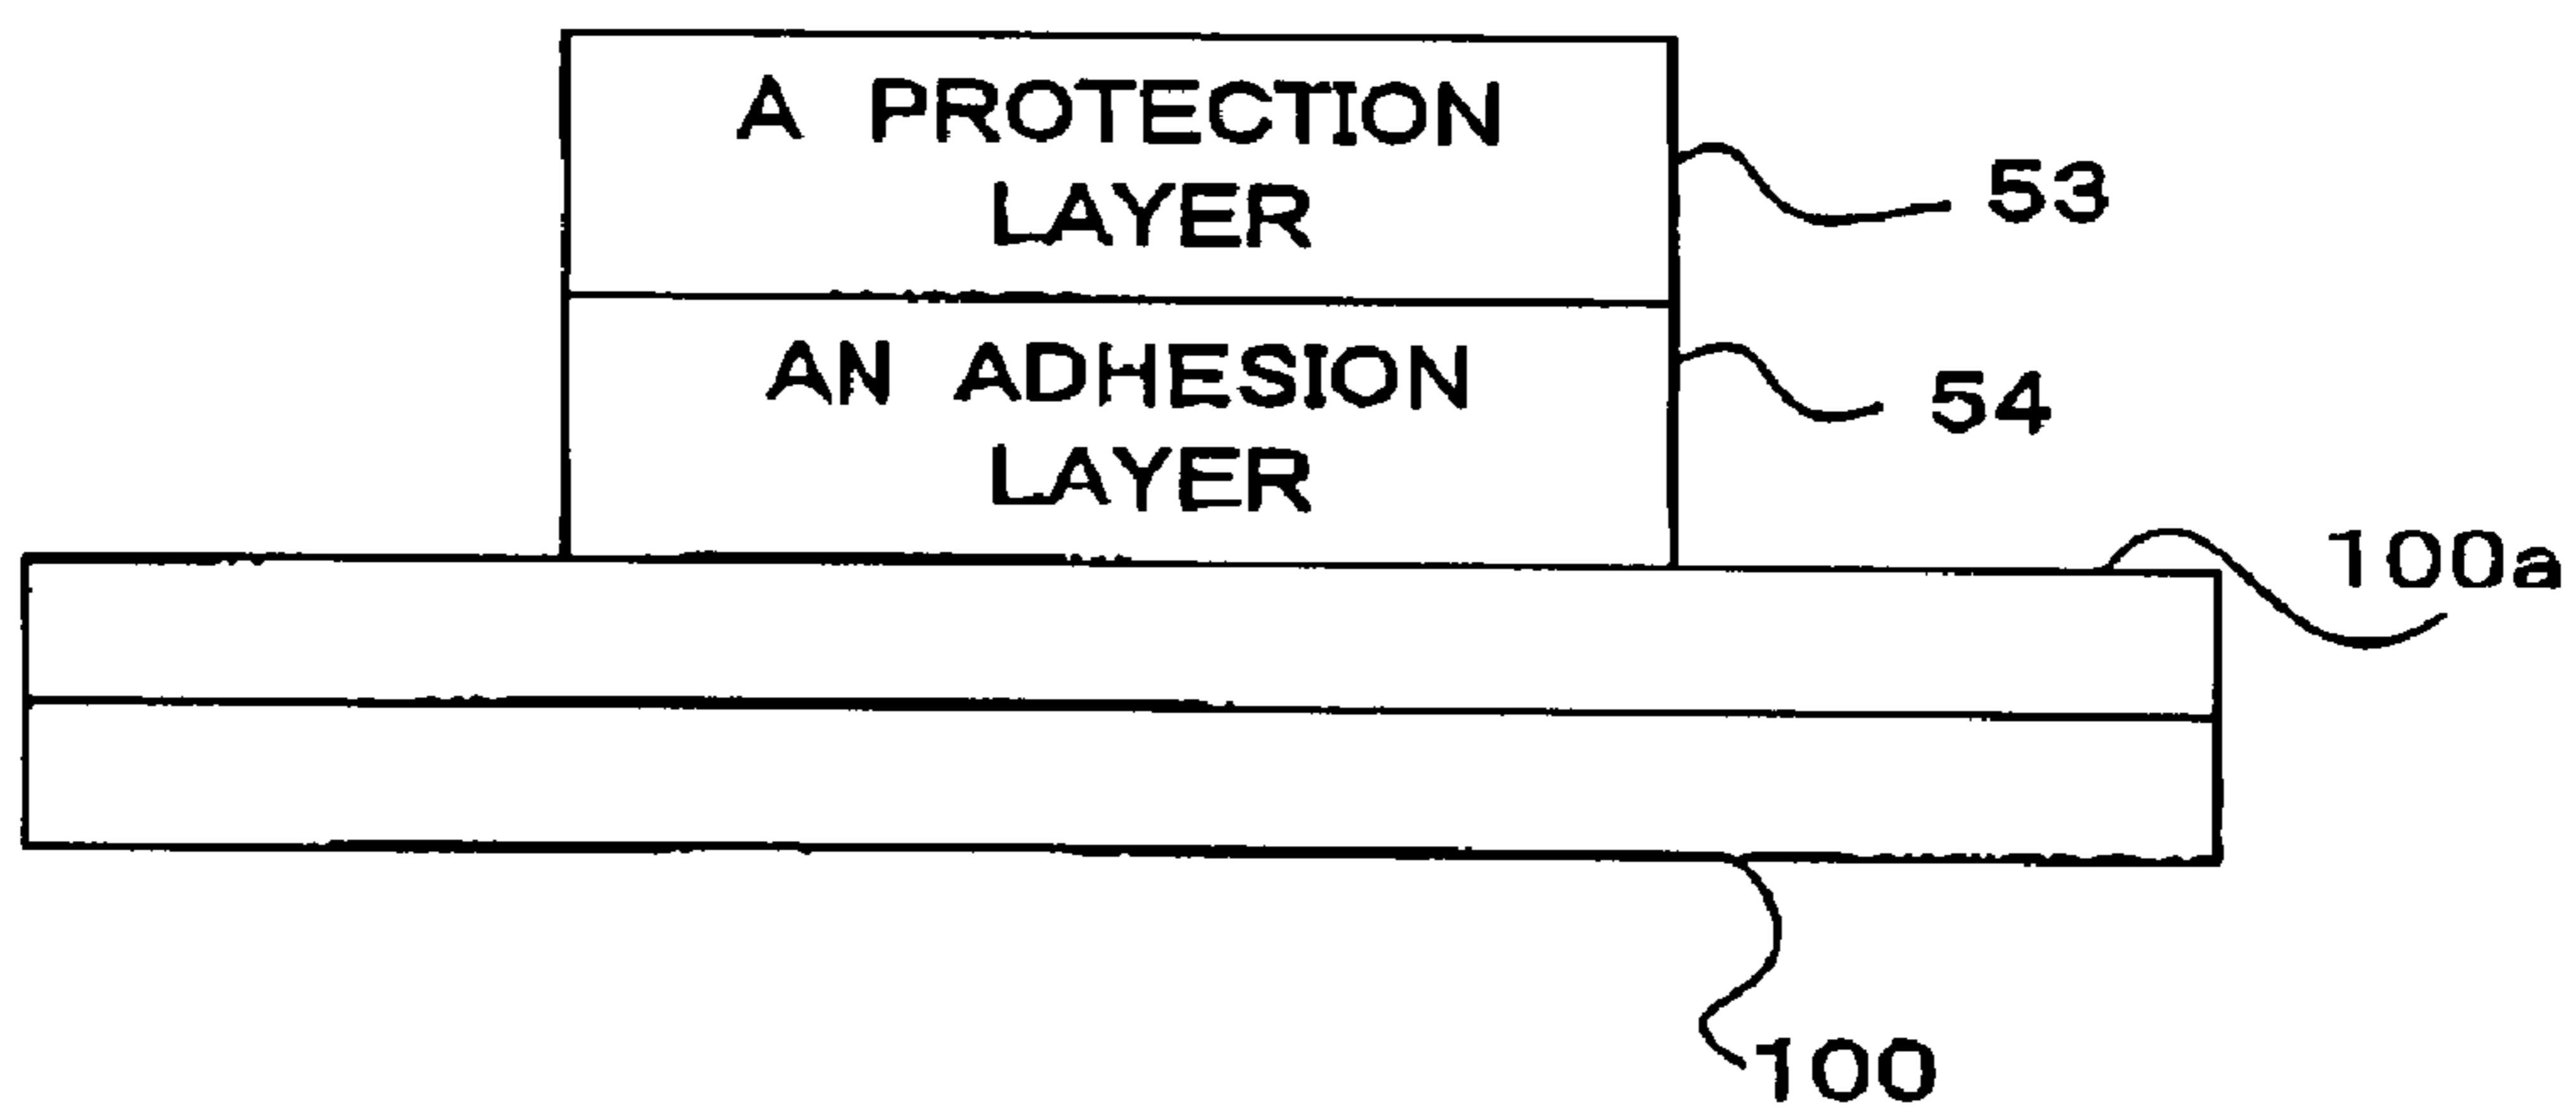 A PROTECTION
LAYER
53
AN ADHESION
LAYER
54
100a
100